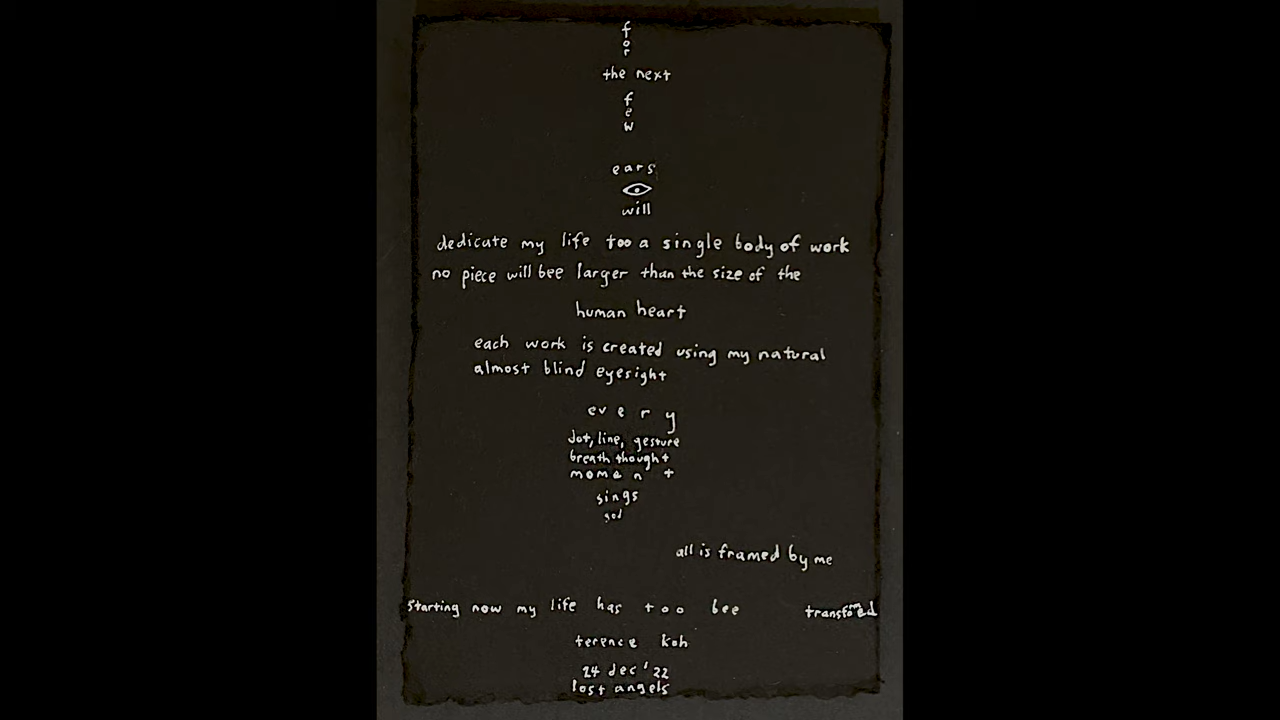 f
o
r
the next
f
e
w
ears
will
dedicate my life too a single body of work
no piece will bee larger than the size of the
human heart
each work is created using my natural
almost blind eyesight
every
dot, line, gesture
breath thought
moment
sings
god
all is framed by me
starting now my life has too bee transformed
terence koh
24 dec '22
lost angels